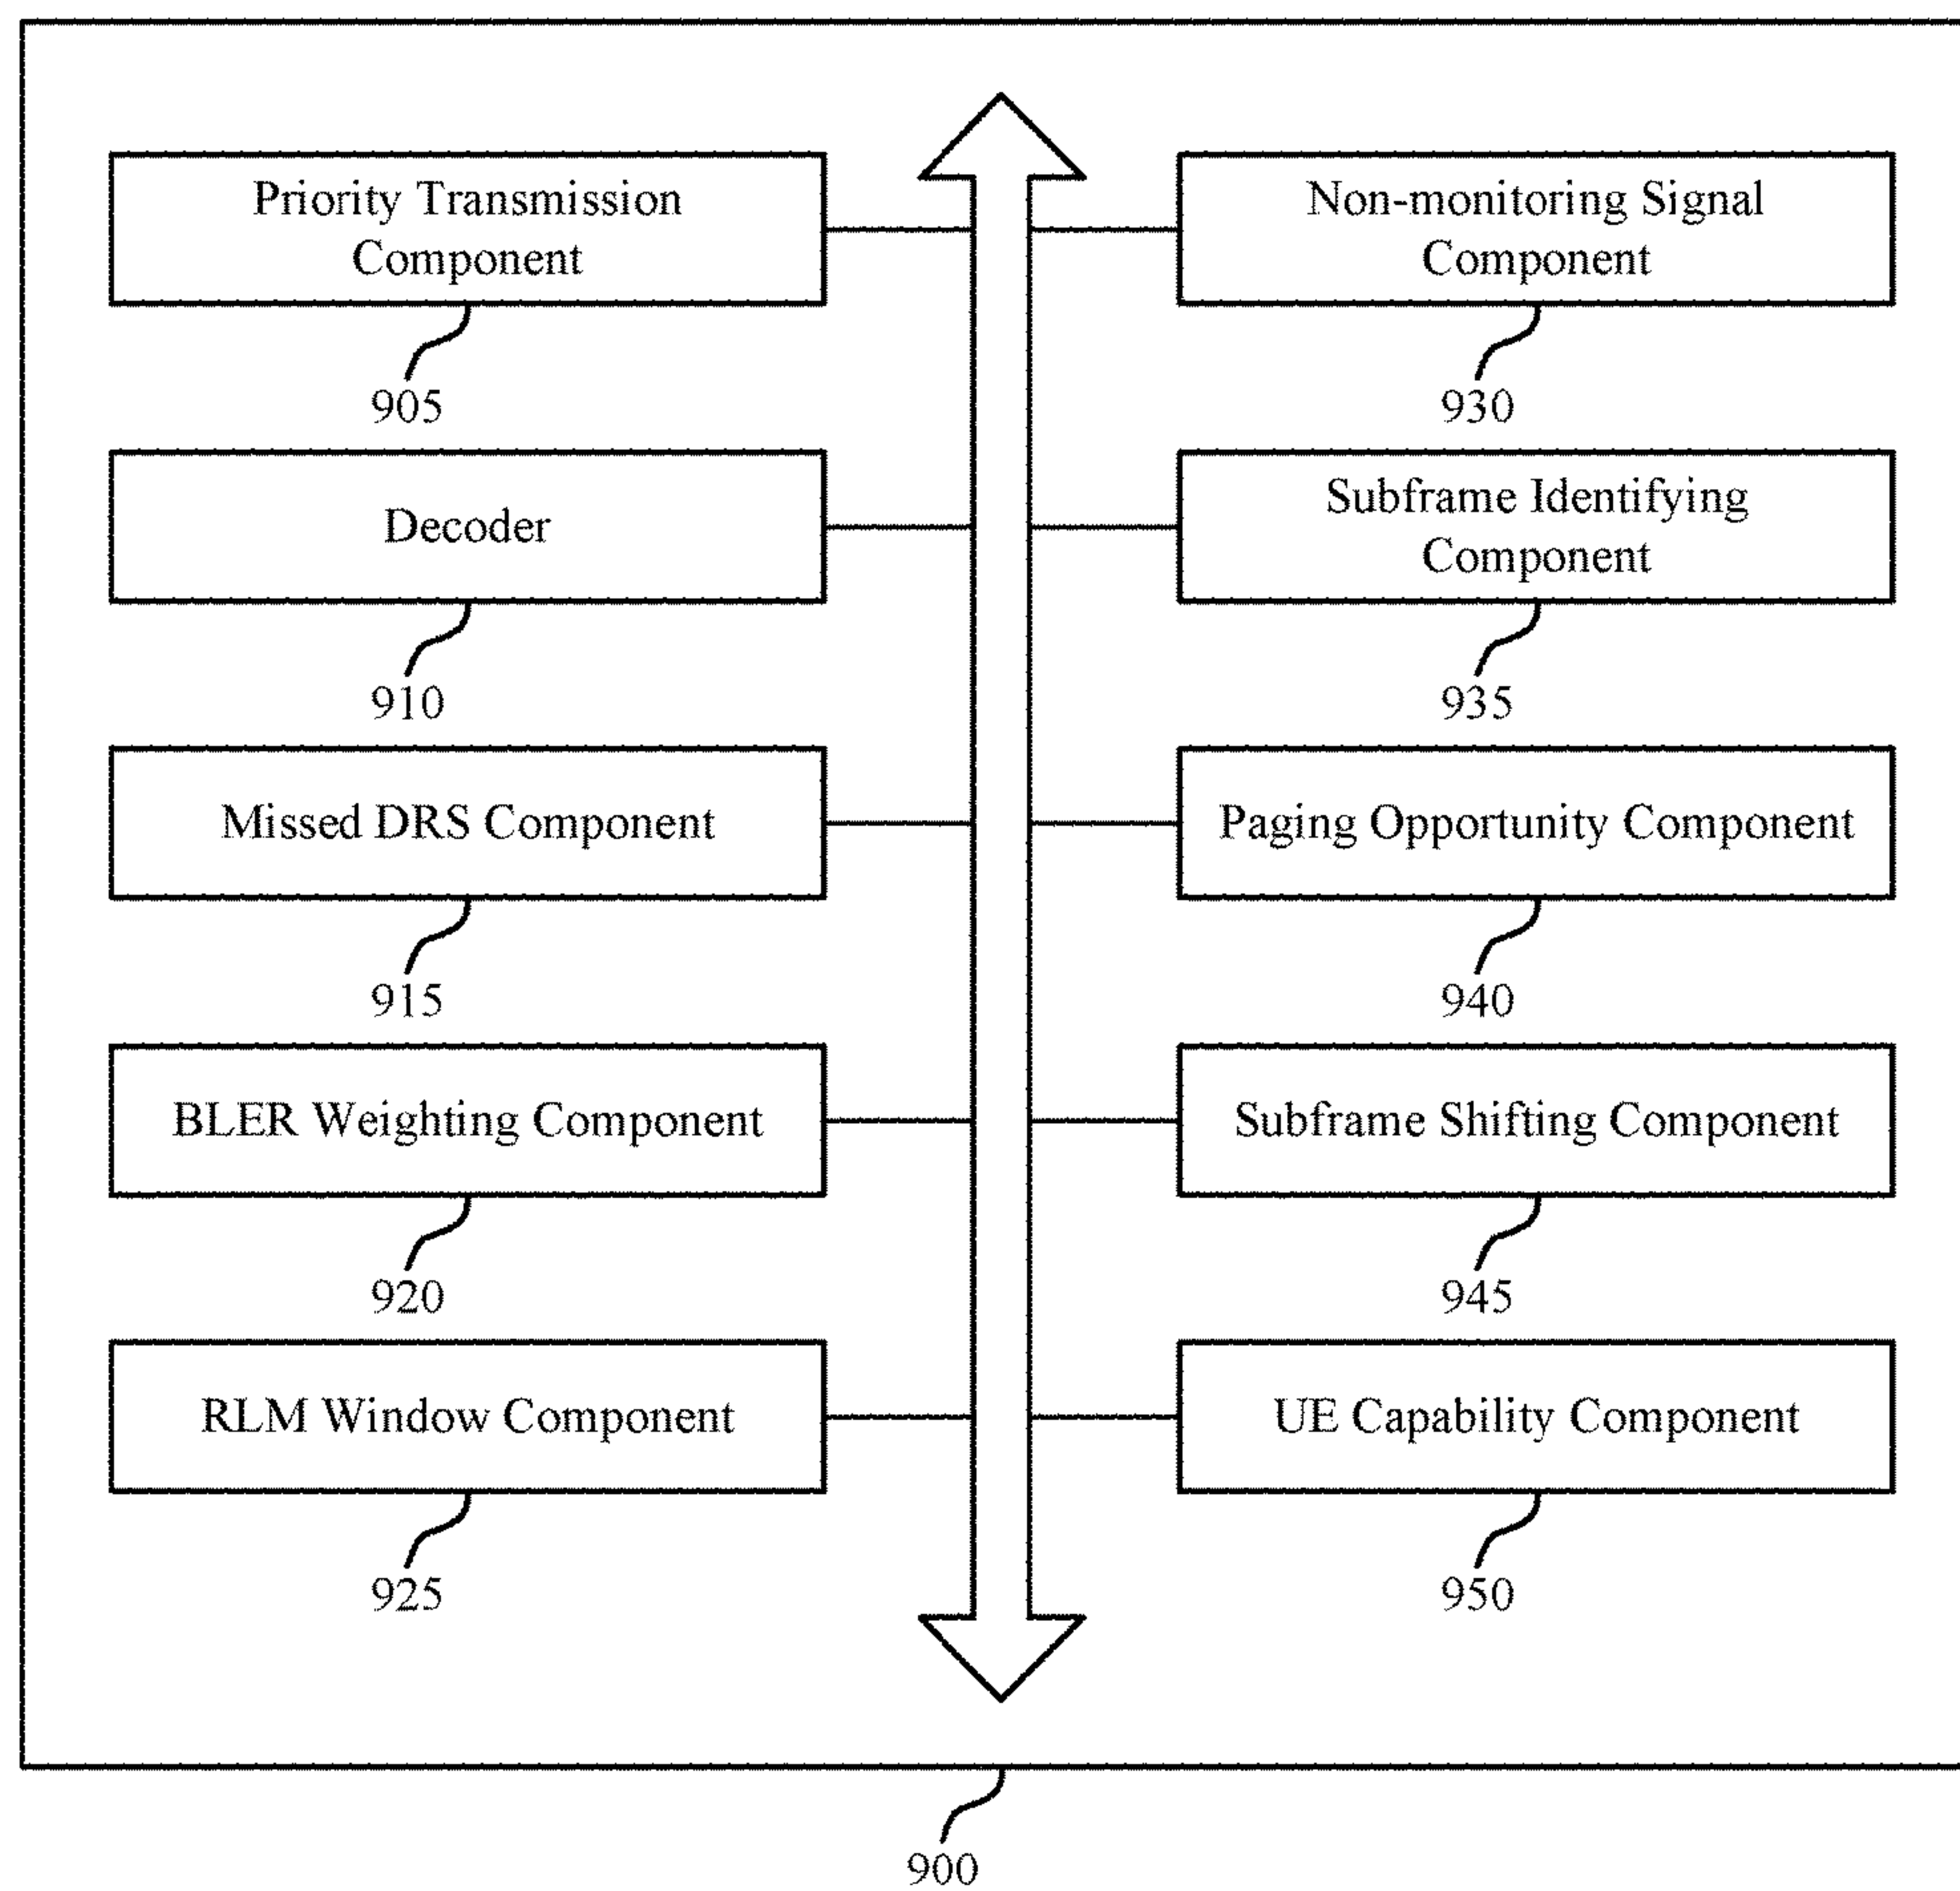 Priority Transmission
Component
905
Decoder
910
Missed DRS Component
915
BLER Weighting Component
920
RLM Window Component
925
Non-monitoring Signal
Component
930
Subframe Identifying
Component
935
Paging Opportunity Component
940
Subframe Shifting Component
945
UE Capability Component
950
900